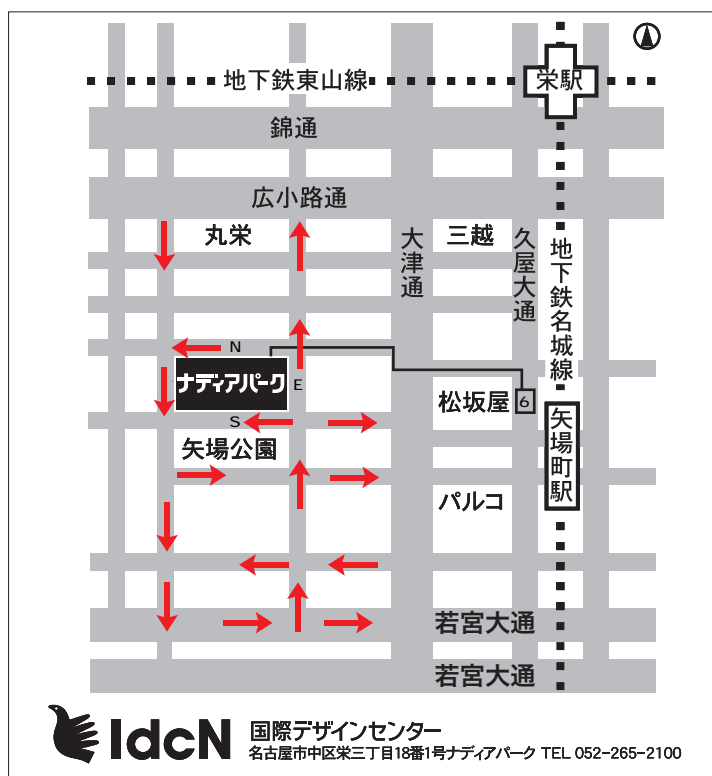 地下鉄東山線
栄駅
錦通
広小路通
丸栄
大津通
三越
久屋大通
地下鉄名城線
N
ナディアパーク
E
松坂屋
6
矢場町駅
S
矢場公園
パルコ
若宮大通
若宮大通
IdcN
国際デザインセンター
名古屋市中区栄三丁目18番1号ナディアパーク TEL 052-265-2100